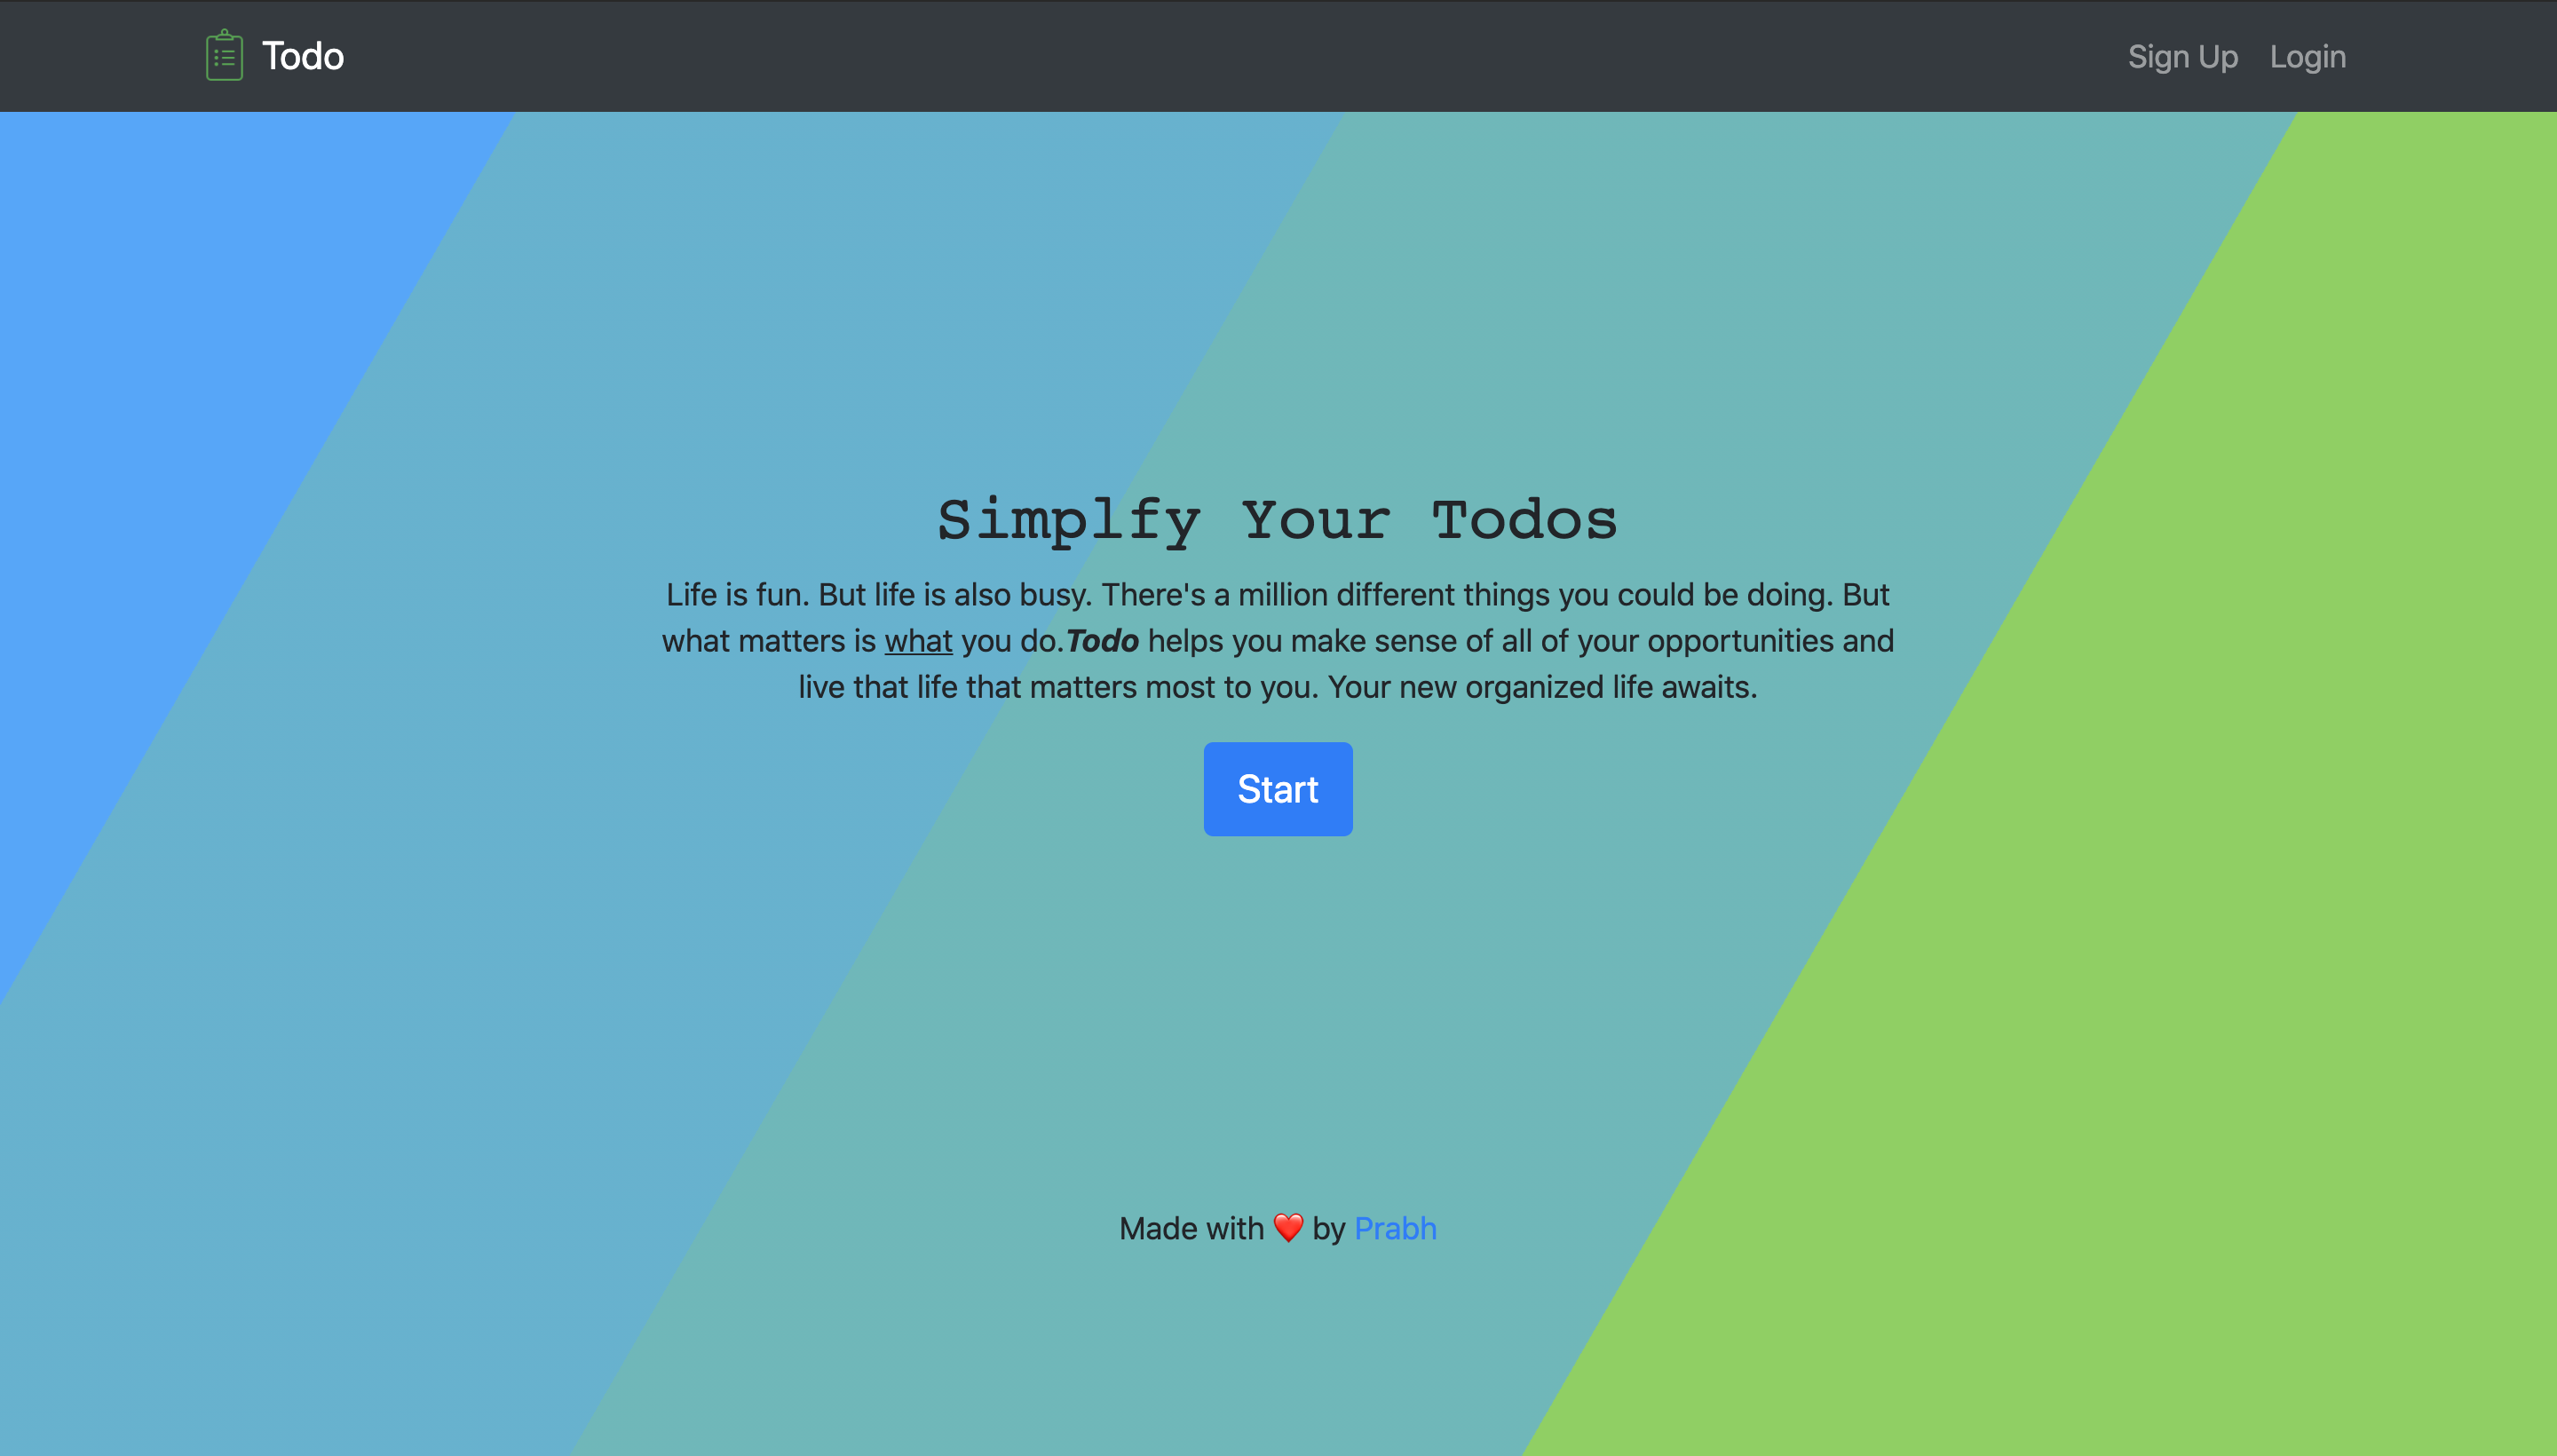 Todo
Sign Up
Login
Simplfy Your Todos
Life is fun. But life is also busy. There's a million different things you could be doing. But
what matters is what you do.Todo helps you make sense of all of your opportunities and
live that life that matters most to you. Your new organized life awaits.
Start
Made with ❤️ by Prabh